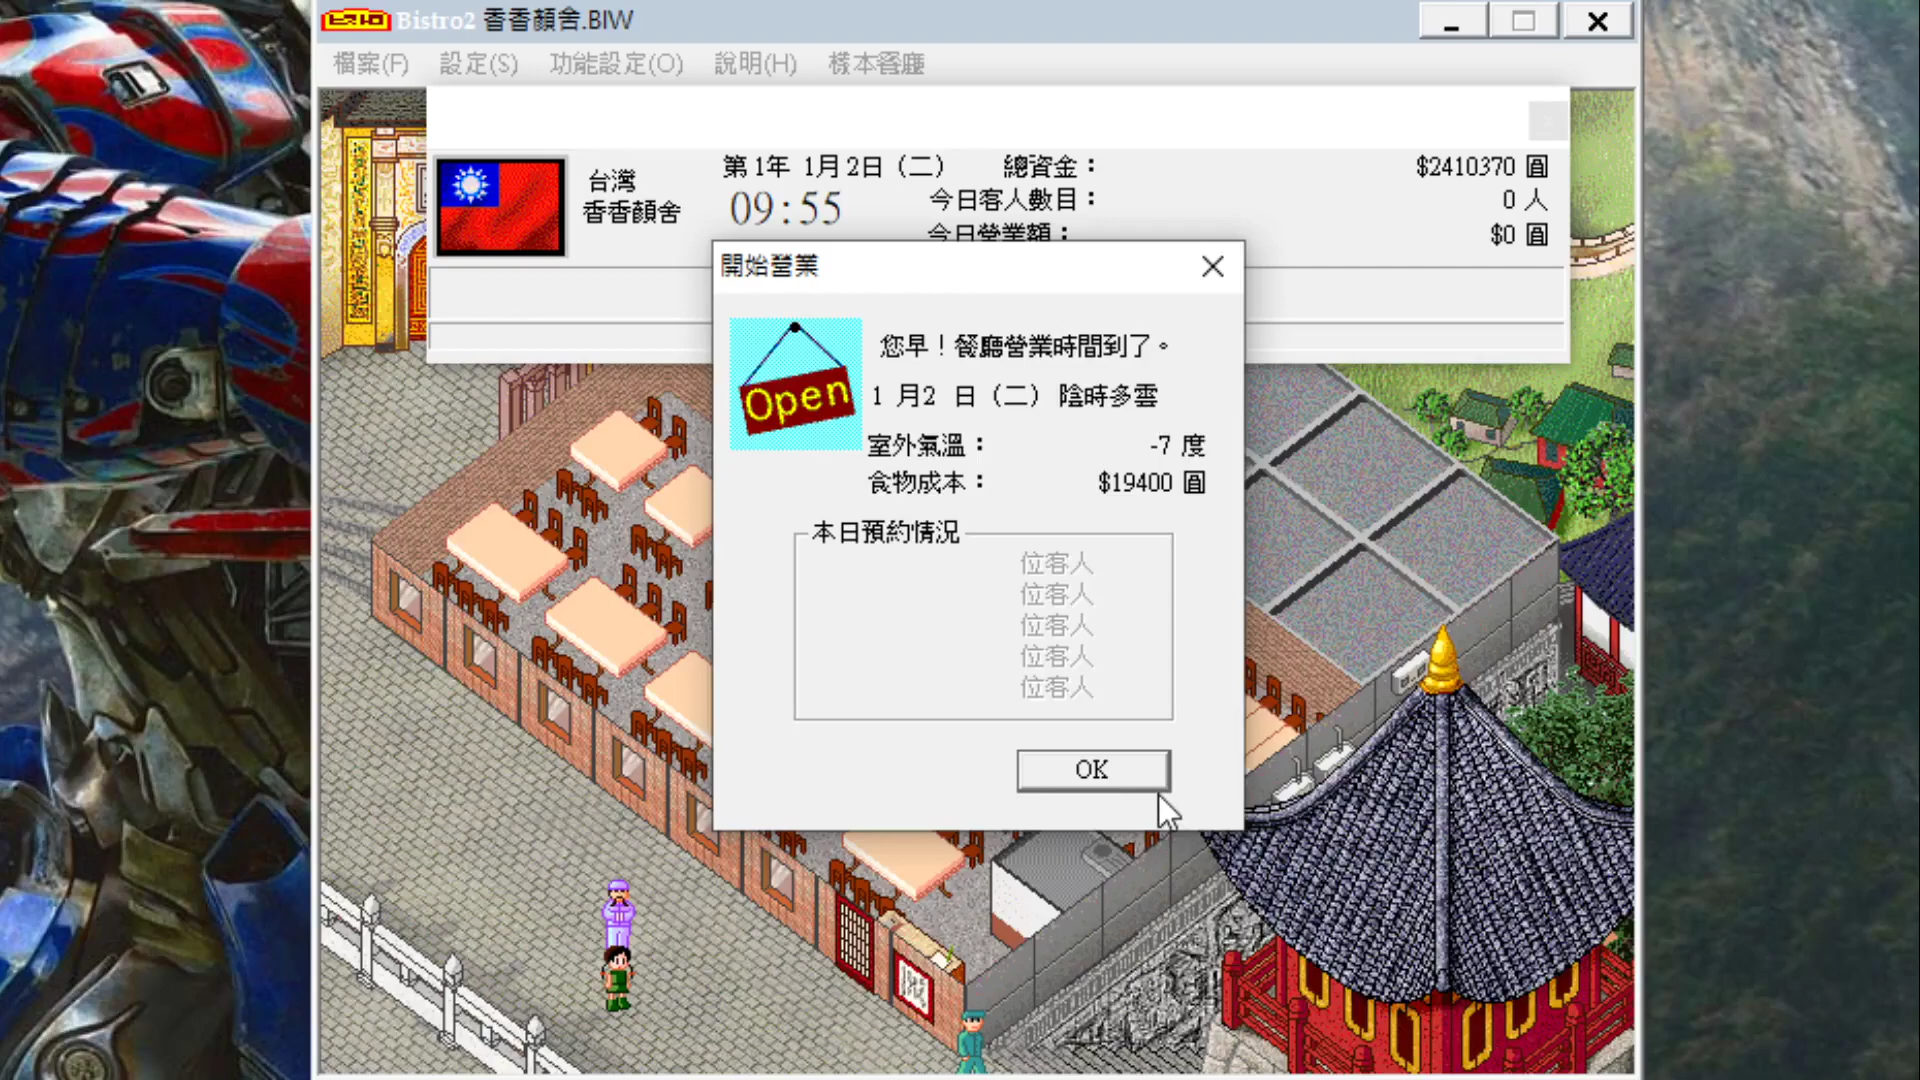 Bistro2 香香顏舍.BIW
檔案(F) 設定(S) 功能設定(O) 說明(H) 樣本餐廳
台灣
香香顏舍
第1年 1月2日（二） 總資金： $2410370 圓
09:55
今日客人數目： 0 人
今日營業額： $0 圓
開始營業
Open
您早！餐廳營業時間到了。
1 月2 日（二） 陰時多雲
室外氣溫： -7 度
食物成本： $19400 圓
本日預約情況
位客人
位客人
位客人
位客人
位客人
OK